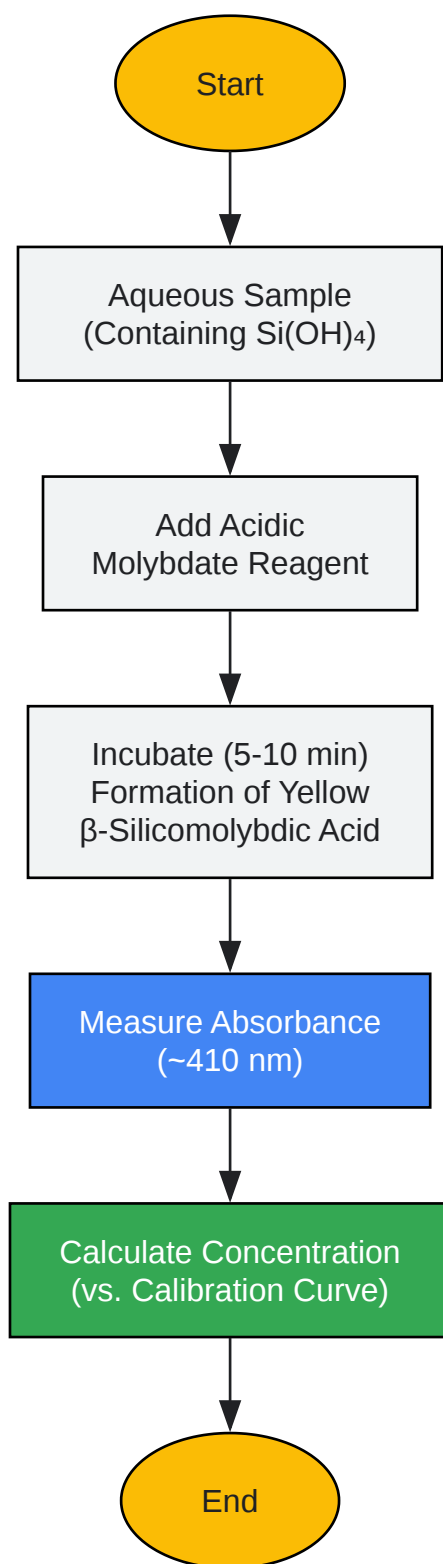 Start
Aqueous Sample
(Containing Si(OH)₄)
Add Acidic
Molybdate Reagent
Incubate (5-10 min)
Formation of Yellow
β-Silicomolybdic Acid
Measure Absorbance
(~410 nm)
Calculate Concentration
(vs. Calibration Curve)
End